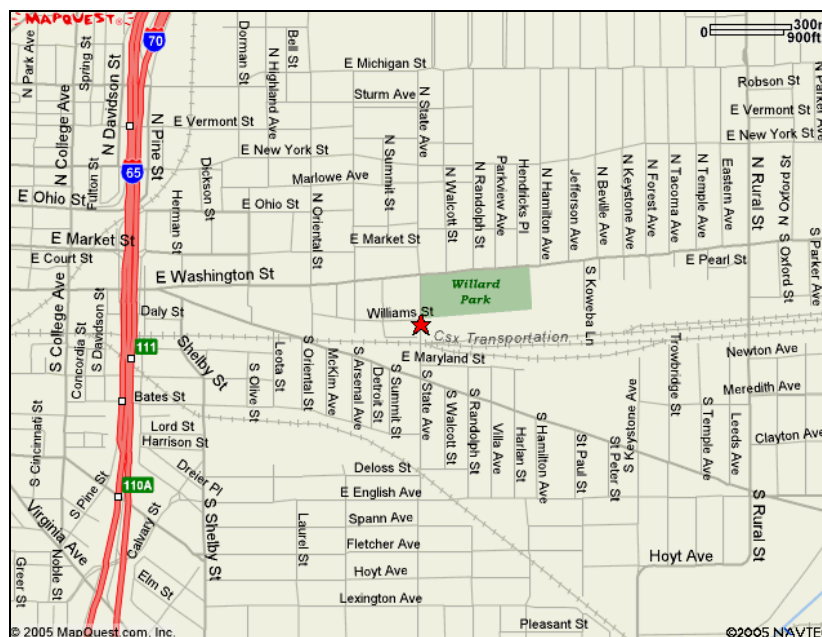 MAPQUEST
300m
900ft
70
N Park Ave
Spring St
N College Ave
N Davidson St
Dorman St
N Highland Ave
Bell St
E Michigan St
Sturm Ave
N State Ave
Robson St
E Vermont St
E New York St
N Parker Ave
E Vermont St
N Pine St
E New York St
65
Fulton St
Dickson St
Herman St
Marlowe Ave
N Summit St
N Walcott St
N Randolph St
Parkview Ave
Hendricks Pl
N Hamilton Ave
Jefferson Ave
N Beville Ave
N Keystone Ave
N Forest Ave
N Tacoma Ave
N Temple Ave
Eastern Ave
N Rural St
N Oxford St
E Ohio St
E Ohio St
N Oriental St
E Market St
E Market St
E Court St
E Washington St
E Pearl St
S Oxford St
S Parker Ave
Willard
Park
S Koweba Ln
Williams St
Daly St
Csx Transportation
S College Ave
Concordia St
S Davidson St
111
Shelby St
E Maryland St
Newton Ave
Trowbridge St
S Olive St
Leota St
S Oriental St
McKim Ave
S Arsenal Ave
Detroit St
S Summit St
S State Ave
S Walcott St
S Randolph St
Villa Ave
Harlan St
S Hamilton Ave
St Paul St
St Peter St
S Keystone Ave
S Temple Ave
Leeds Ave
Meredith Ave
Bates St
Lord St
Harrison St
Clayton Ave
S Cincinnati St
Dreier Pl
Deloss St
110A
S Pine St
E English Ave
Virginia Ave
Calvary St
S Shelby St
Laurel St
Spann Ave
Fletcher Ave
S Rural St
Hoyt Ave
Hoyt Ave
Greer St
Noble St
Elm St
Lexington Ave
Pleasant St
© 2005 MapQuest.com, Inc.
©2005 NAVTE